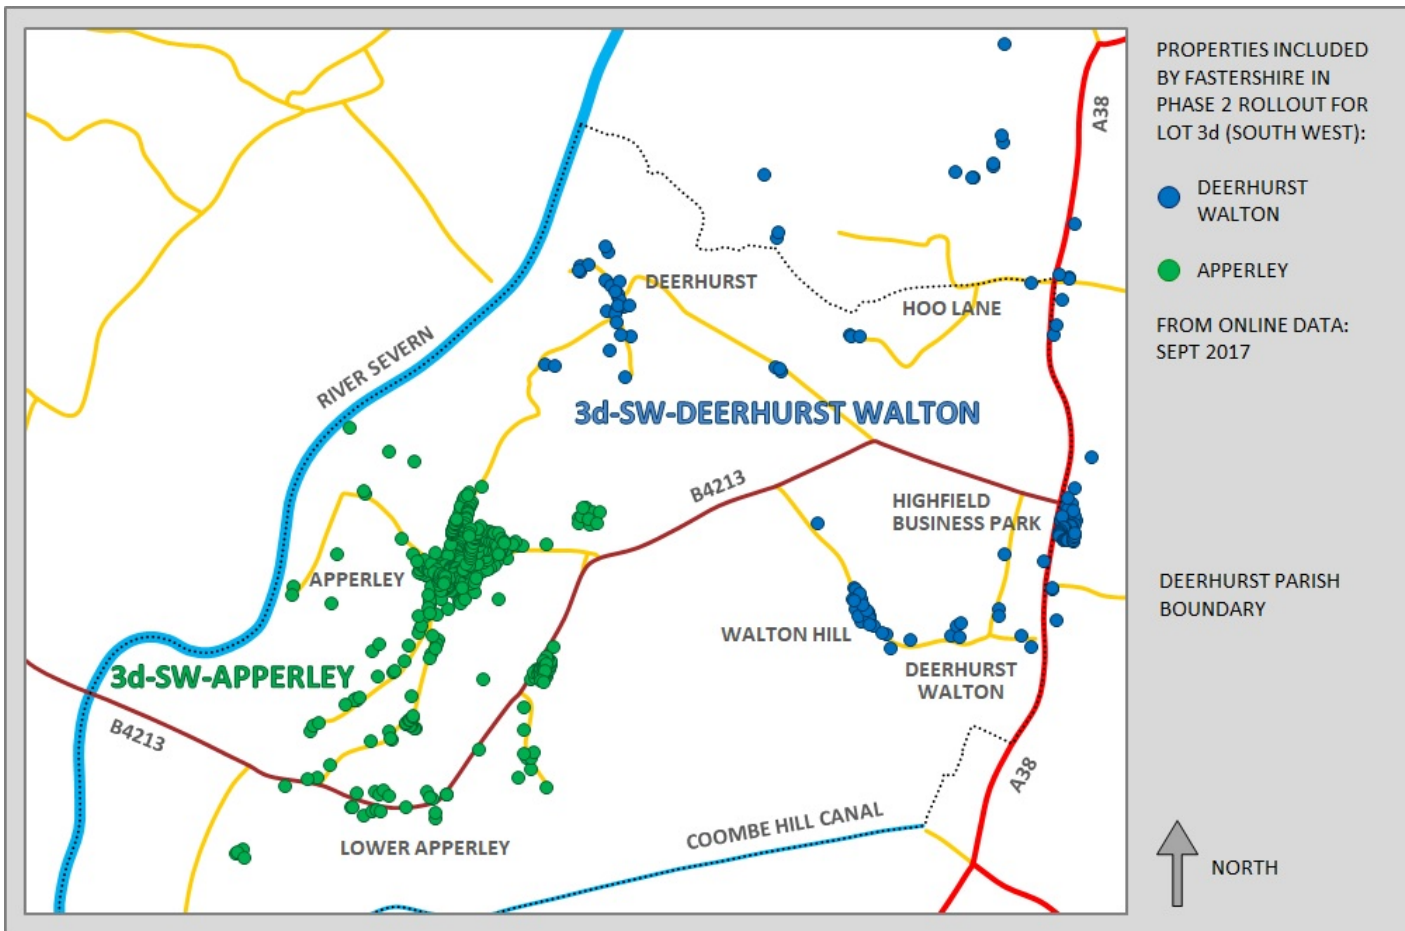 PROPERTIES INCLUDED
BY FASTERSHIRE IN
PHASE 2 ROLLOUT FOR
LOT 3d (SOUTH WEST):
DEERHURST
WALTON
APPERLEY
FROM ONLINE DATA:
SEPT 2017
DEERHURST PARISH
BOUNDARY
NORTH
A38
DEERHURST
HOO LANE
RIVER SEVERN
3d-SW-DEERHURST WALTON
B4213
HIGHFIELD
BUSINESS PARK
APPERLEY
WALTON HILL
3d-SW-APPERLEY
DEERHURST
WALTON
B4213
A38
COOMBE HILL CANAL
LOWER APPERLEY